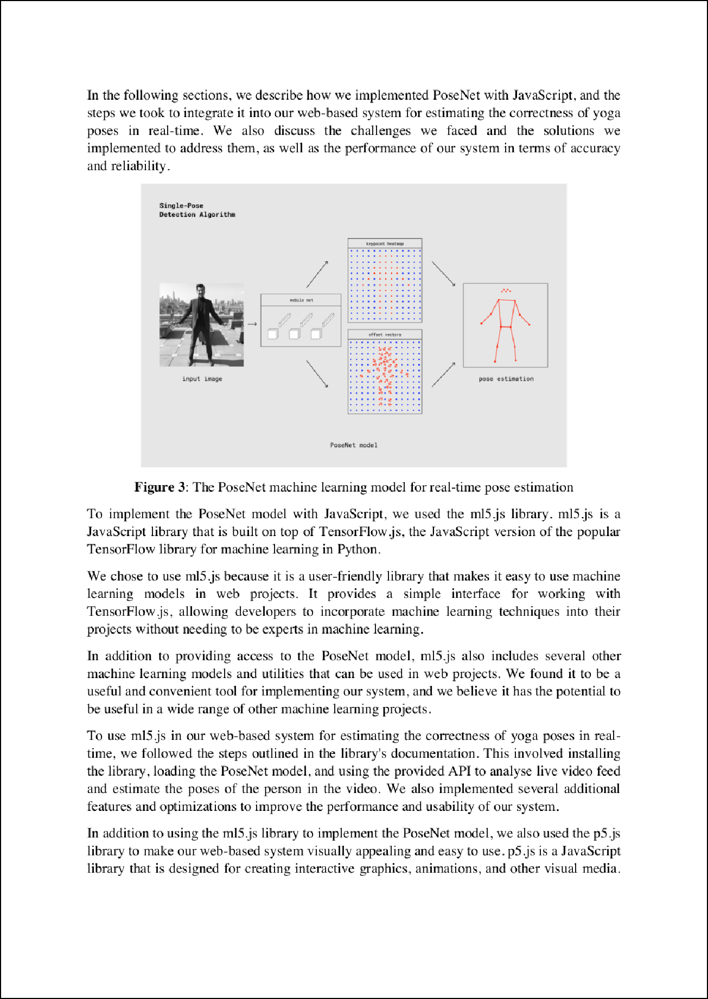 In the following sections, we describe how we implemented PoseNet with JavaScript, and the
steps we took to integrate it into our web-based system for estimating the correctness of yoga
poses in real-time. We also discuss the challenges we faced and the solutions we
implemented to address them, as well as the performance of our system in terms of accuracy
and reliability.
Single-Pose
Detection Algorithm
input image
mobile net
keypoint heatmap
offset vectors
pose estimation
PoseNet model
Figure 3: The PoseNet machine learning model for real-time pose estimation
To implement the PoseNet model with JavaScript, we used the ml5.js library. ml5.js is a
JavaScript library that is built on top of TensorFlow.js, the JavaScript version of the popular
TensorFlow library for machine learning in Python.
We chose to use ml5.js because it is a user-friendly library that makes it easy to use machine
learning models in web projects. It provides a simple interface for working with
TensorFlow.js, allowing developers to incorporate machine learning techniques into their
projects without needing to be experts in machine learning.
In addition to providing access to the PoseNet model, ml5.js also includes several other
machine learning models and utilities that can be used in web projects. We found it to be a
useful and convenient tool for implementing our system, and we believe it has the potential to
be useful in a wide range of other machine learning projects.
To use ml5.js in our web-based system for estimating the correctness of yoga poses in real-
time, we followed the steps outlined in the library's documentation. This involved installing
the library, loading the PoseNet model, and using the provided API to analyse live video feed
and estimate the poses of the person in the video. We also implemented several additional
features and optimizations to improve the performance and usability of our system.
In addition to using the ml5.js library to implement the PoseNet model, we also used the p5.js
library to make our web-based system visually appealing and easy to use. p5.js is a JavaScript
library that is designed for creating interactive graphics, animations, and other visual media.